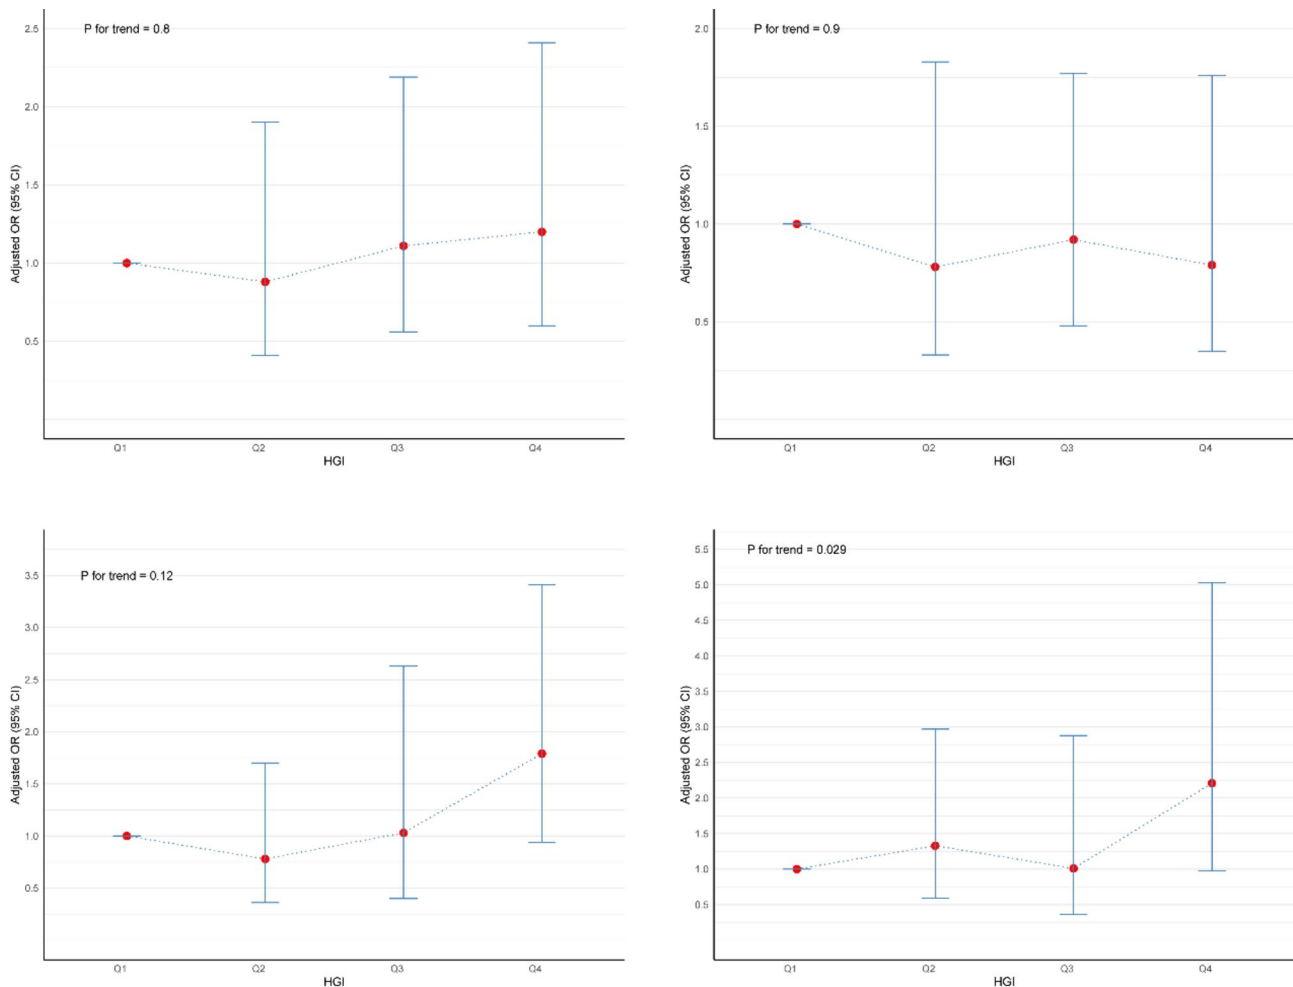 P for trend = 0.8
2.5
2.0
1.5
1.0
0.5
Adjusted OR (95% CI)
Q1 Q2 Q3 Q4
HGI
P for trend = 0.9
2.0
1.5
1.0
0.5
Adjusted OR (95% CI)
Q1 Q2 Q3 Q4
HGI
P for trend = 0.12
3.5
3.0
2.5
2.0
1.5
1.0
0.5
Adjusted OR (95% CI)
Q1 Q2 Q3 Q4
HGI
P for trend = 0.029
5.5
5.0
4.5
4.0
3.5
3.0
2.5
2.0
1.5
1.0
0.5
Adjusted OR (95% CI)
Q1 Q2 Q3 Q4
HGI